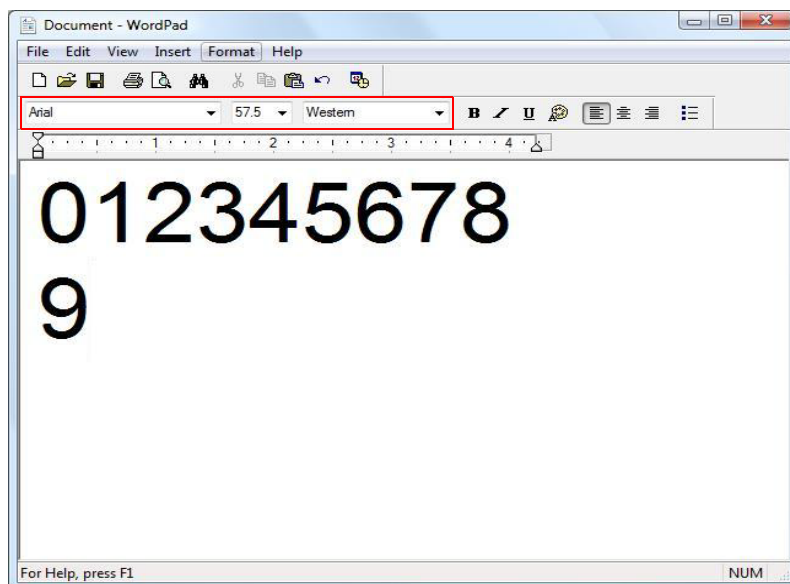 Document - WordPad
File Edit View Insert Format Help
Arial 57.5 Western B U
1 2 3 4
012345678
9
For Help, press F1 NUM